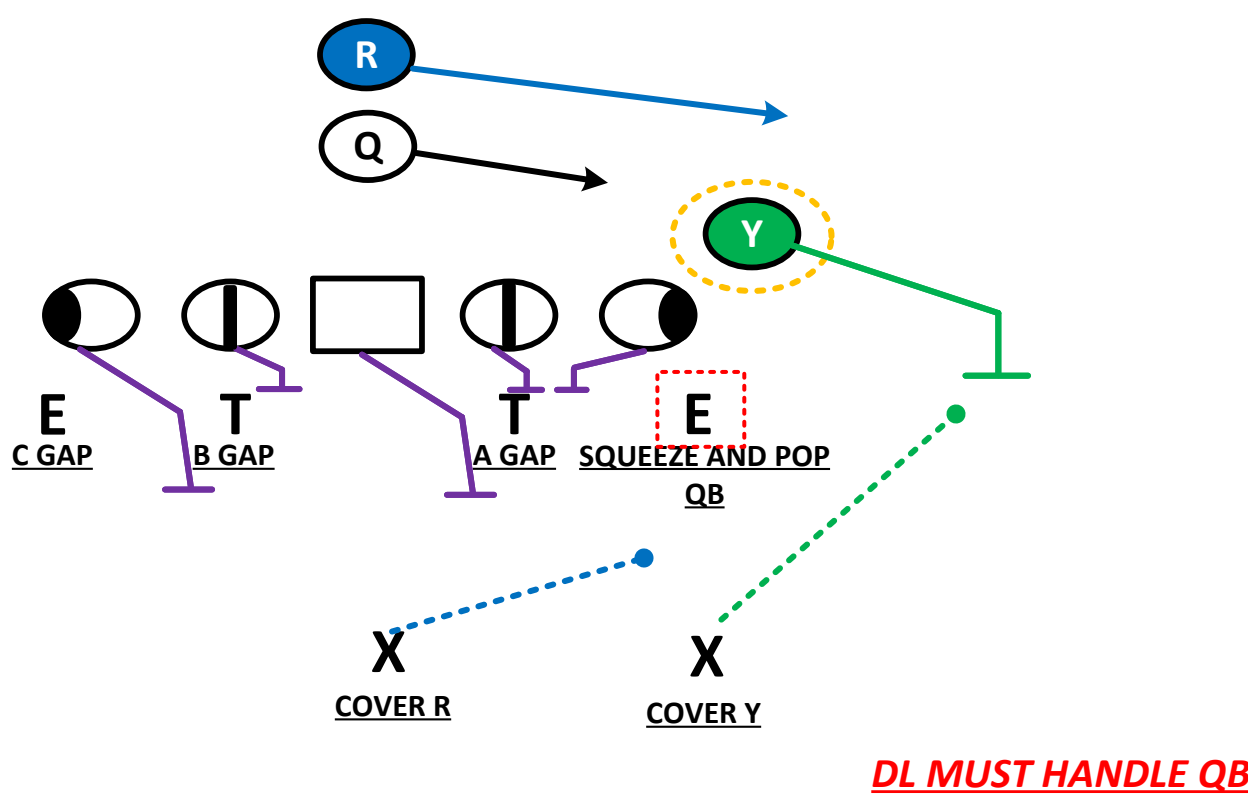 R
Q
Y
E T T E
C GAP B GAP A GAP SQUEEZE AND POP
QB
X X
COVER R COVER Y
DL MUST HANDLE QB